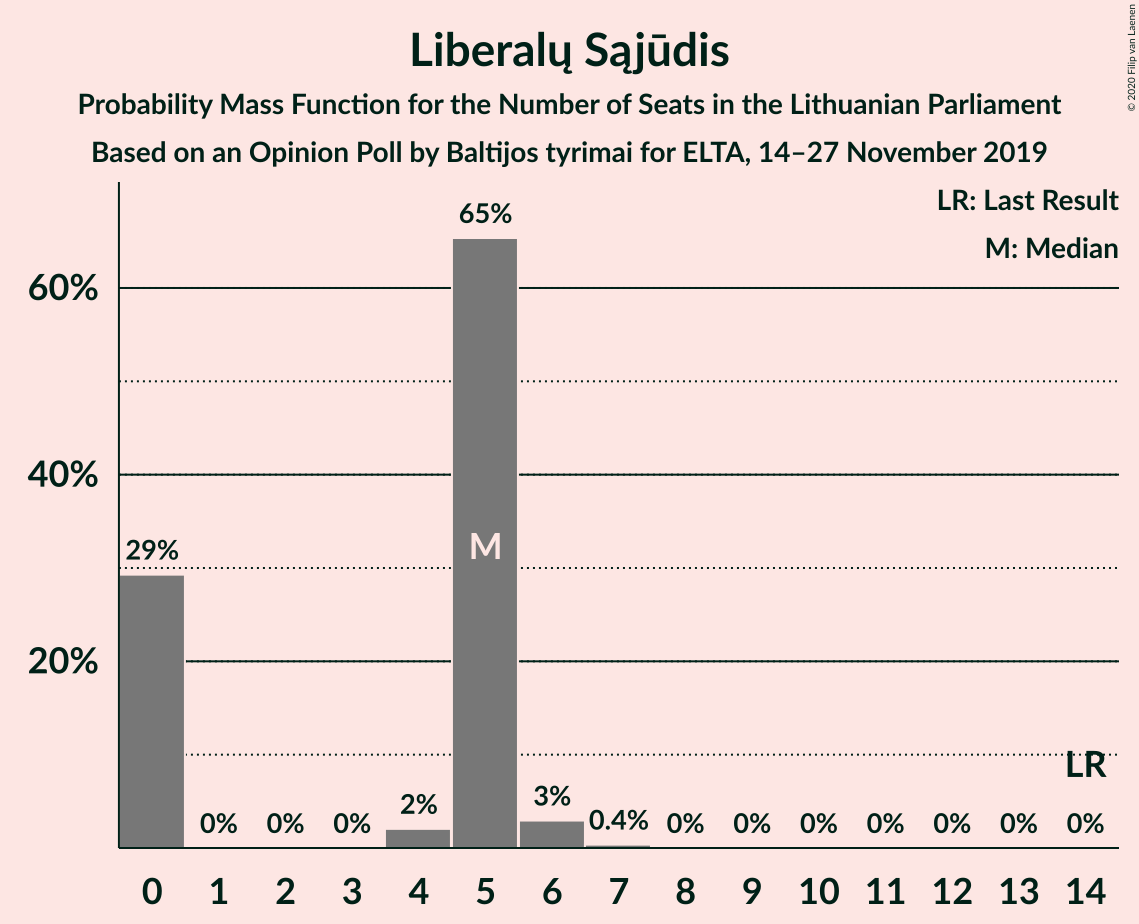 Liberalų Sąjūdis
Probability Mass Function for the Number of Seats in the Lithuanian Parliament
Based on an Opinion Poll by Baltijos tyrimai for ELTA, 14–27 November 2019
© 2020 Filip van Laenen
LR: Last Result
M: Median
65%
60%
40%
M
29%
20%
LR
0% 0% 0% 2% 3% 0.4% 0% 0% 0% 0% 0% 0% 0%
0 1 2 3 4 5 6 7 8 9 10 11 12 13 14